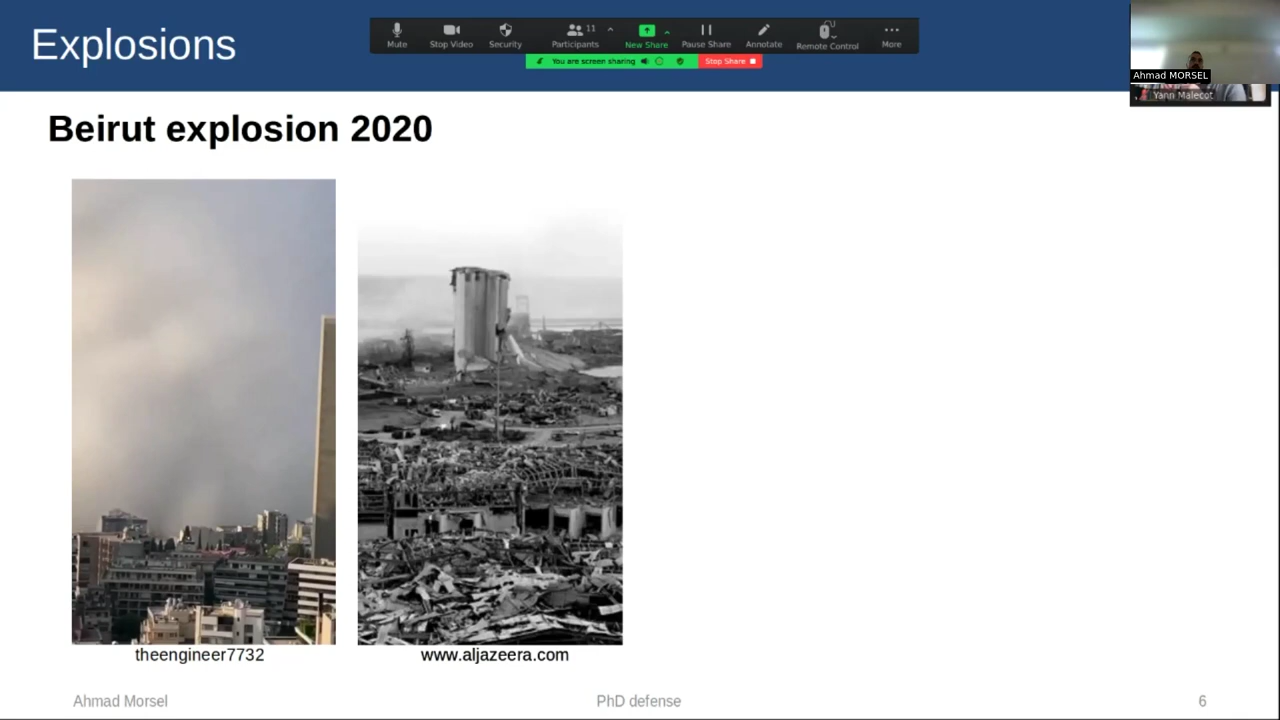 Explosions
Mute
Stop Video
Security
Participants
11
New Share
Pause Share
Annotate
Remote Control
More
You are screen sharing
Stop Share
Ahmad MORSEL
Yann Malecot
Beirut explosion 2020
theengineer7732
www.aljazeera.com
Ahmad Morsel
PhD defense
6